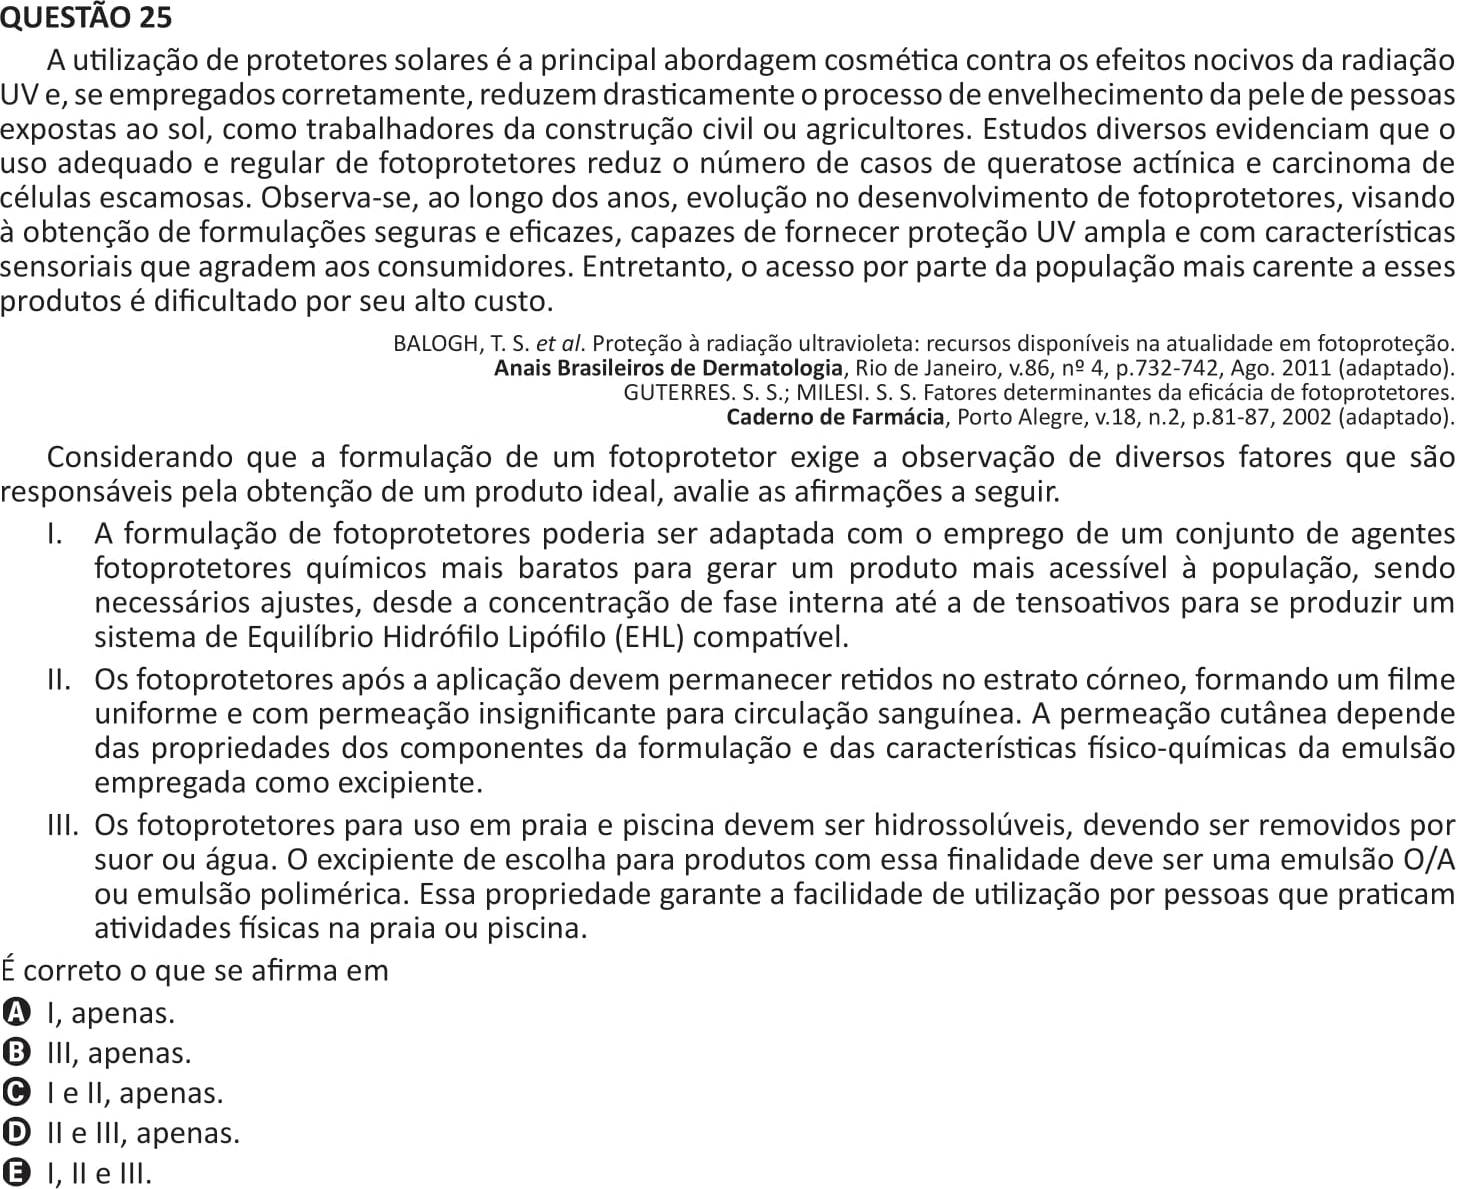 QUESTÃO 25
A utilização de protetores solares é a principal abordagem cosmética contra os efeitos nocivos da radiação
UV e, se empregados corretamente, reduzem drasticamente o processo de envelhecimento da pele de pessoas
expostas ao sol, como trabalhadores da construção civil ou agricultores. Estudos diversos evidenciam que o
uso adequado e regular de fotoprotetores reduz o número de casos de queratose actínica e carcinoma de
células escamosas. Observa-se, ao longo dos anos, evolução no desenvolvimento de fotoprotetores, visando
à obtenção de formulações seguras e eficazes, capazes de fornecer proteção UV ampla e com características
sensoriais que agradem aos consumidores. Entretanto, o acesso por parte da população mais carente a esses
produtos é dificultado por seu alto custo.
BALOGH, T. S. et al. Proteção à radiação ultravioleta: recursos disponíveis na atualidade em fotoproteção.
Anais Brasileiros de Dermatologia, Rio de Janeiro, v.86, nº 4, p.732-742, Ago. 2011 (adaptado).
GUTERRES. S. S.; MILESI. S. S. Fatores determinantes da eficácia de fotoprotetores.
Caderno de Farmácia, Porto Alegre, v.18, n.2, p.81-87, 2002 (adaptado).
Considerando que a formulação de um fotoprotetor exige a observação de diversos fatores que são
responsáveis pela obtenção de um produto ideal, avalie as afirmações a seguir.
I. A formulação de fotoprotetores poderia ser adaptada com o emprego de um conjunto de agentes
fotoprotetores químicos mais baratos para gerar um produto mais acessível à população, sendo
necessários ajustes, desde a concentração de fase interna até a de tensoativos para se produzir um
sistema de Equilíbrio Hidrófilo Lipófilo (EHL) compatível.
II. Os fotoprotetores após a aplicação devem permanecer retidos no estrato córneo, formando um filme
uniforme e com permeação insignificante para circulação sanguínea. A permeação cutânea depende
das propriedades dos componentes da formulação e das características físico-químicas da emulsão
empregada como excipiente.
III. Os fotoprotetores para uso em praia e piscina devem ser hidrossolúveis, devendo ser removidos por
suor ou água. O excipiente de escolha para produtos com essa finalidade deve ser uma emulsão O/A
ou emulsão polimérica. Essa propriedade garante a facilidade de utilização por pessoas que praticam
atividades físicas na praia ou piscina.
É correto o que se afirma em
A I, apenas.
B III, apenas.
C I e II, apenas.
D II e III, apenas.
E I, II e III.